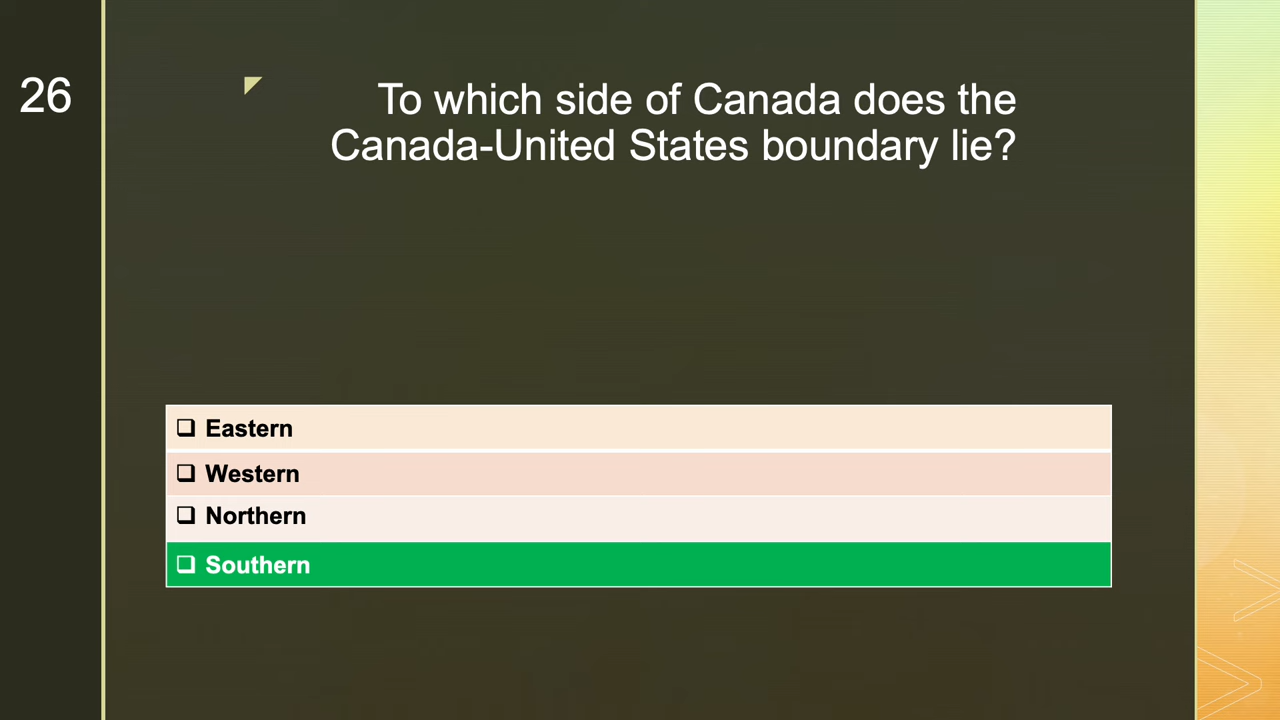 26
To which side of Canada does the
Canada-United States boundary lie?
Eastern
Western
Northern
Southern